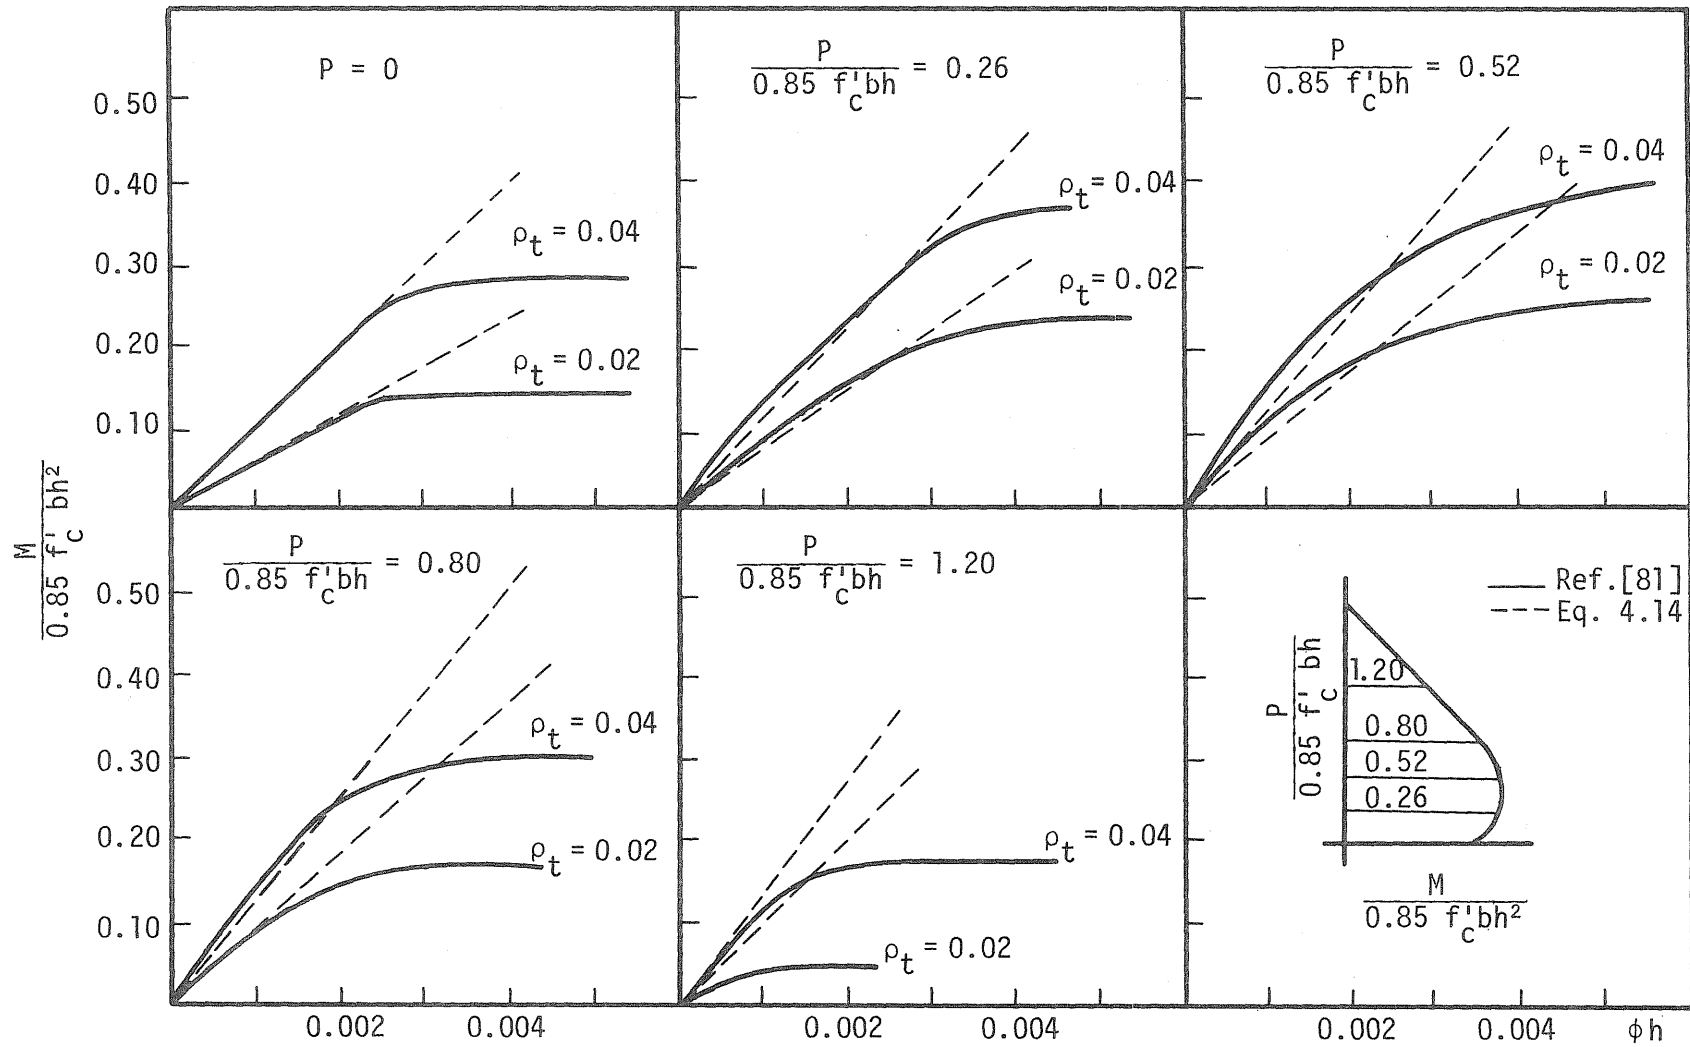 P = 0
P
0.85 f'c bh = 0.26
P
0.85 f'c bh = 0.52
0.50
0.40
0.30
0.20
0.10
ρt = 0.04
ρt = 0.02
ρt = 0.04
ρt = 0.02
ρt = 0.04
ρt = 0.02
M
0.85 f'c bh²
P
0.85 f'c bh = 0.80
P
0.85 f'c bh = 1.20
0.50
0.40
0.30
0.20
0.10
ρt = 0.04
ρt = 0.02
ρt = 0.04
ρt = 0.02
Ref.[81]
Eq. 4.14
P
0.85 f'c bh
1.20
0.80
0.52
0.26
M
0.85 f'c bh²
0.002 0.004
0.002 0.004
0.002 0.004 ϕh